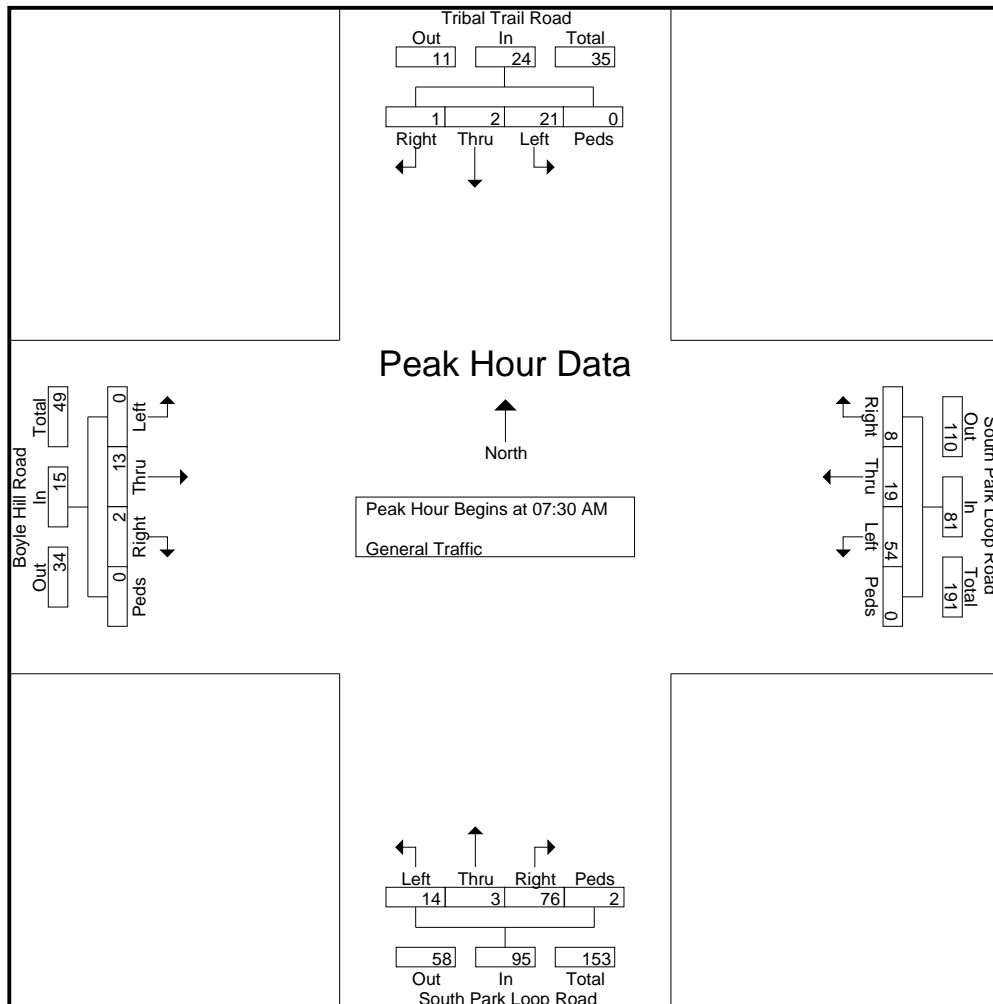 Tribal Trail Road
Out In Total
11 24 35
1 2 21 0
Right Thru Left Peds
Peak Hour Data
North
Peak Hour Begins at 07:30 AM
General Traffic
Boyle Hill Road
Out In Total
34 15 49
0 13 2 0
Left Thru Right Peds
South Park Loop Road
Out In Total
110 81 191
8 19 54 0
Right Thru Left Peds
Left Thru Right Peds
14 3 76 2
58 95 153
Out In Total
South Park Loop Road